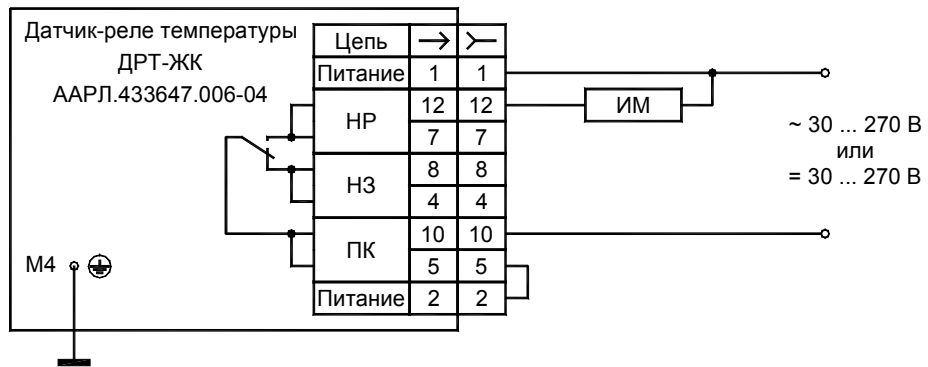 Датчик-реле температуры
ДРТ-ЖК
ААРЛ.433647.006-04
Цепь
Питание 1 1
НР 12 12
7 7
НЗ 8 8
4 4
ПК 10 10
5 5
Питание 2 2
ИМ
~ 30 ... 270 В
или
= 30 ... 270 В
М4